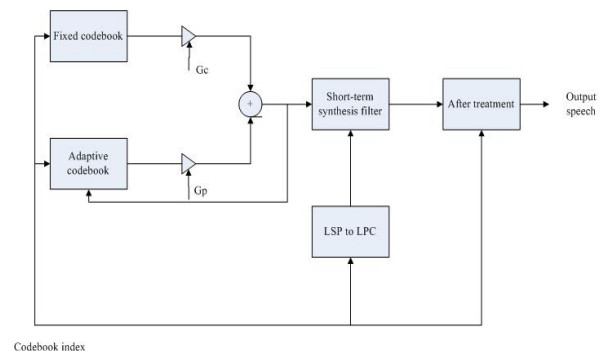 Fixed codebook
Gc
+
Short-term
synthesis filter
After treatment
Output
speech
Adaptive
codebook
Gp
LSP to LPC
Codebook index